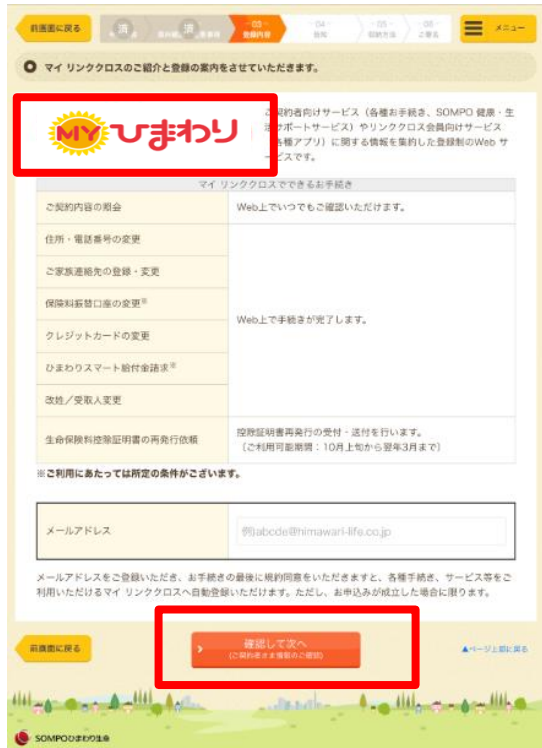 前画面に戻る
済
済
-03-
登録内容
-04-
告知
-05-
-06-
ご署名
メニュー
マイ リンククロスのご紹介と登録の案内をさせていただきます。
MYひまわり
契約者向けサービス(各種お手続き、SOMPO 健康・生
活サポートサービス)やリンククロス会員向けサービス
種アプリ)に関する情報を集約した登録制のWeb サ
ービスです。
マイ リンククロスでできるお手続き
ご契約内容の照会
Web上でいつでもご確認いただけます。
住所・電話番号の変更
ご家族連絡先の登録・変更
保険料振替口座の変更※
クレジットカードの変更
Web上で手続きが完了します。
ひまわりスマート給付金請求※
改姓/受取人変更
生命保険料控除証明書の再発行依頼
控除証明書再発行の受付・送付を行います。
(ご利用可能期間:10月上旬から翌年3月まで)
※ご利用にあたっては所定の条件がございます。
メールアドレス
例)abcde@himawari-life.co.jp
メールアドレスをご登録いただき、お手続きの最後に規約同意をいただきますと、各種手続き、サービス等をご
利用いただけるマイ リンククロスへ自動登録いただけます。ただし、お申込みが成立した場合に限ります。
前画面に戻る
確認して次へ
(ご契約者さま情報のご確認)
▲ページ上部に戻る
SOMPOひまわり生命